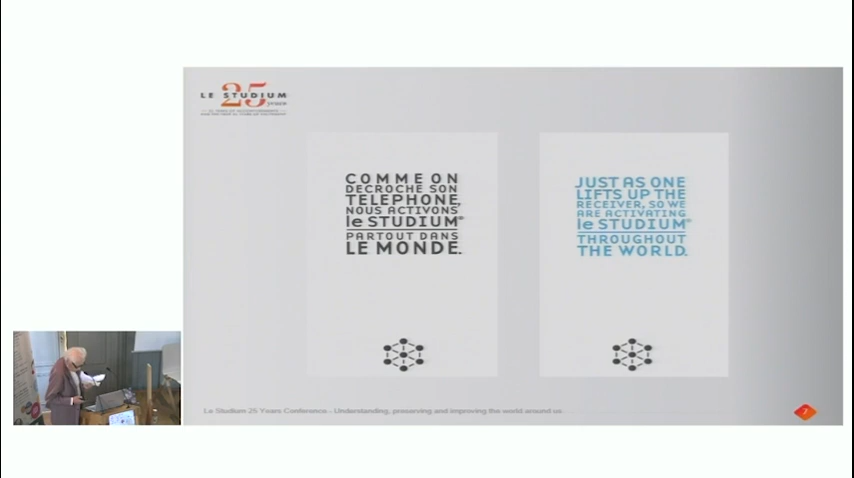 LE STUDIUM
25
years
COMME ON
DECROCHE SON
TELEPHONE,
NOUS ACTIVONS
le STUDIUM®
PARTOUT DANS
LE MONDE.
JUST AS ONE
LIFTS UP THE
RECEIVER, SO WE
ARE ACTIVATING
le STUDIUM®
THROUGHOUT
THE WORLD.
Le Studium 25 Years Conference - Understanding, preserving and improving the world around us
7